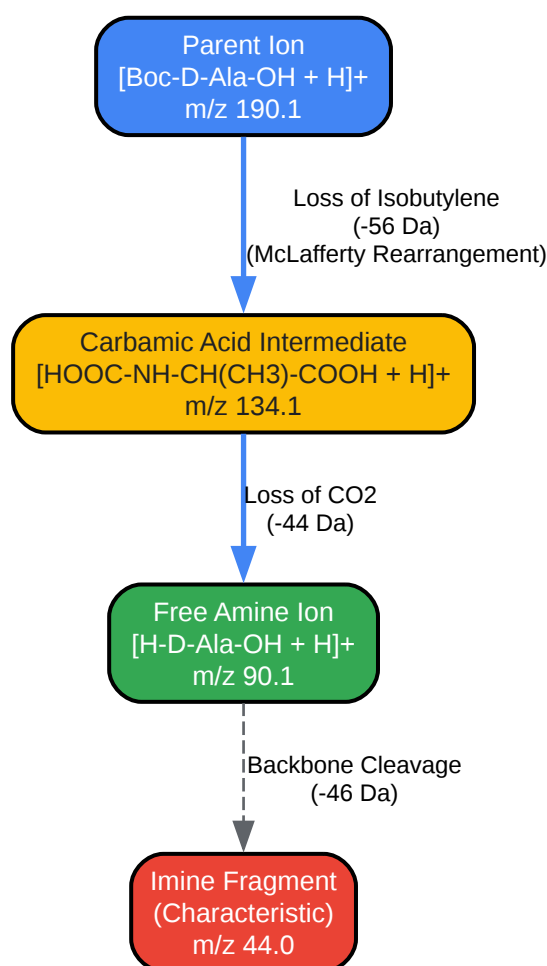 Parent Ion
[Boc-D-Ala-OH + H]+
m/z 190.1
Loss of Isobutylene
(-56 Da)
(McLafferty Rearrangement)
Carbamic Acid Intermediate
[HOOC-NH-CH(CH3)-COOH + H]+
m/z 134.1
Loss of CO2
(-44 Da)
Free Amine Ion
[H-D-Ala-OH + H]+
m/z 90.1
Backbone Cleavage
(-46 Da)
Imine Fragment
(Characteristic)
m/z 44.0